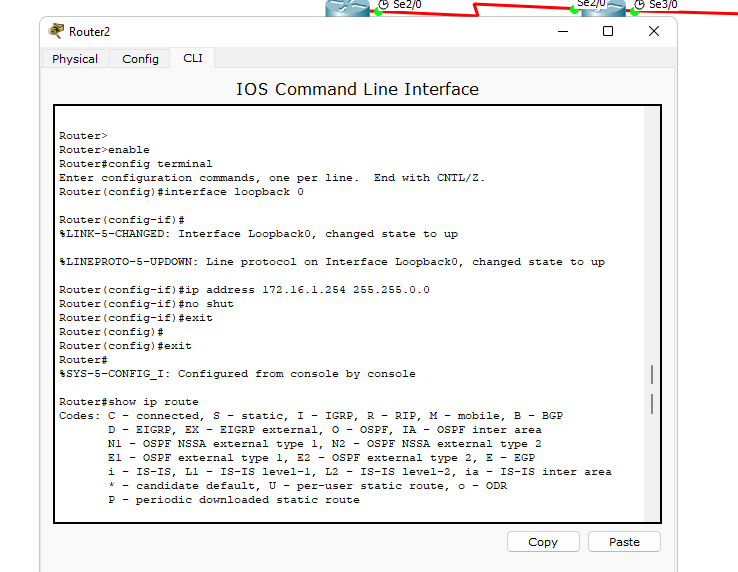 Se2/0
Se2/0
Se3/0
Router2
Physical Config CLI
IOS Command Line Interface
Router>
Router>enable
Router#config terminal
Enter configuration commands, one per line.  End with CNTL/Z.
Router(config)#interface loopback 0
Router(config-if)#
%LINK-5-CHANGED: Interface Loopback0, changed state to up
%LINEPROTO-5-UPDOWN: Line protocol on Interface Loopback0, changed state to up
Router(config-if)#ip address 172.16.1.254 255.255.0.0
Router(config-if)#no shut
Router(config-if)#exit
Router(config)#
Router(config)#exit
Router#
%SYS-5-CONFIG_I: Configured from console by console
Router#show ip route
Codes: C - connected, S - static, I - IGRP, R - RIP, M - mobile, B - BGP
D - EIGRP, EX - EIGRP external, O - OSPF, IA - OSPF inter area
N1 - OSPF NSSA external type 1, N2 - OSPF NSSA external type 2
E1 - OSPF external type 1, E2 - OSPF external type 2, E - EGP
i - IS-IS, L1 - IS-IS level-1, L2 - IS-IS level-2, ia - IS-IS inter area
* - candidate default, U - per-user static route, o - ODR
P - periodic downloaded static route
Copy Paste